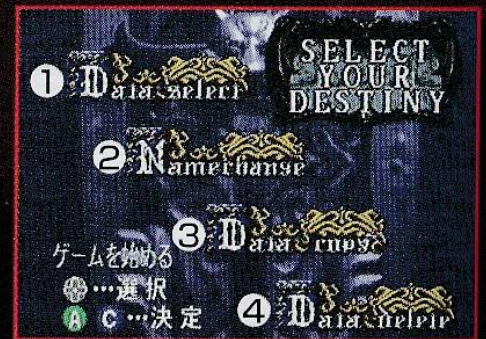 SELECT
YOUR
DESTINY
① Data select
② Namechange
③ Data copy
④ Data delete
ゲームを始める
…選択
A C …決定